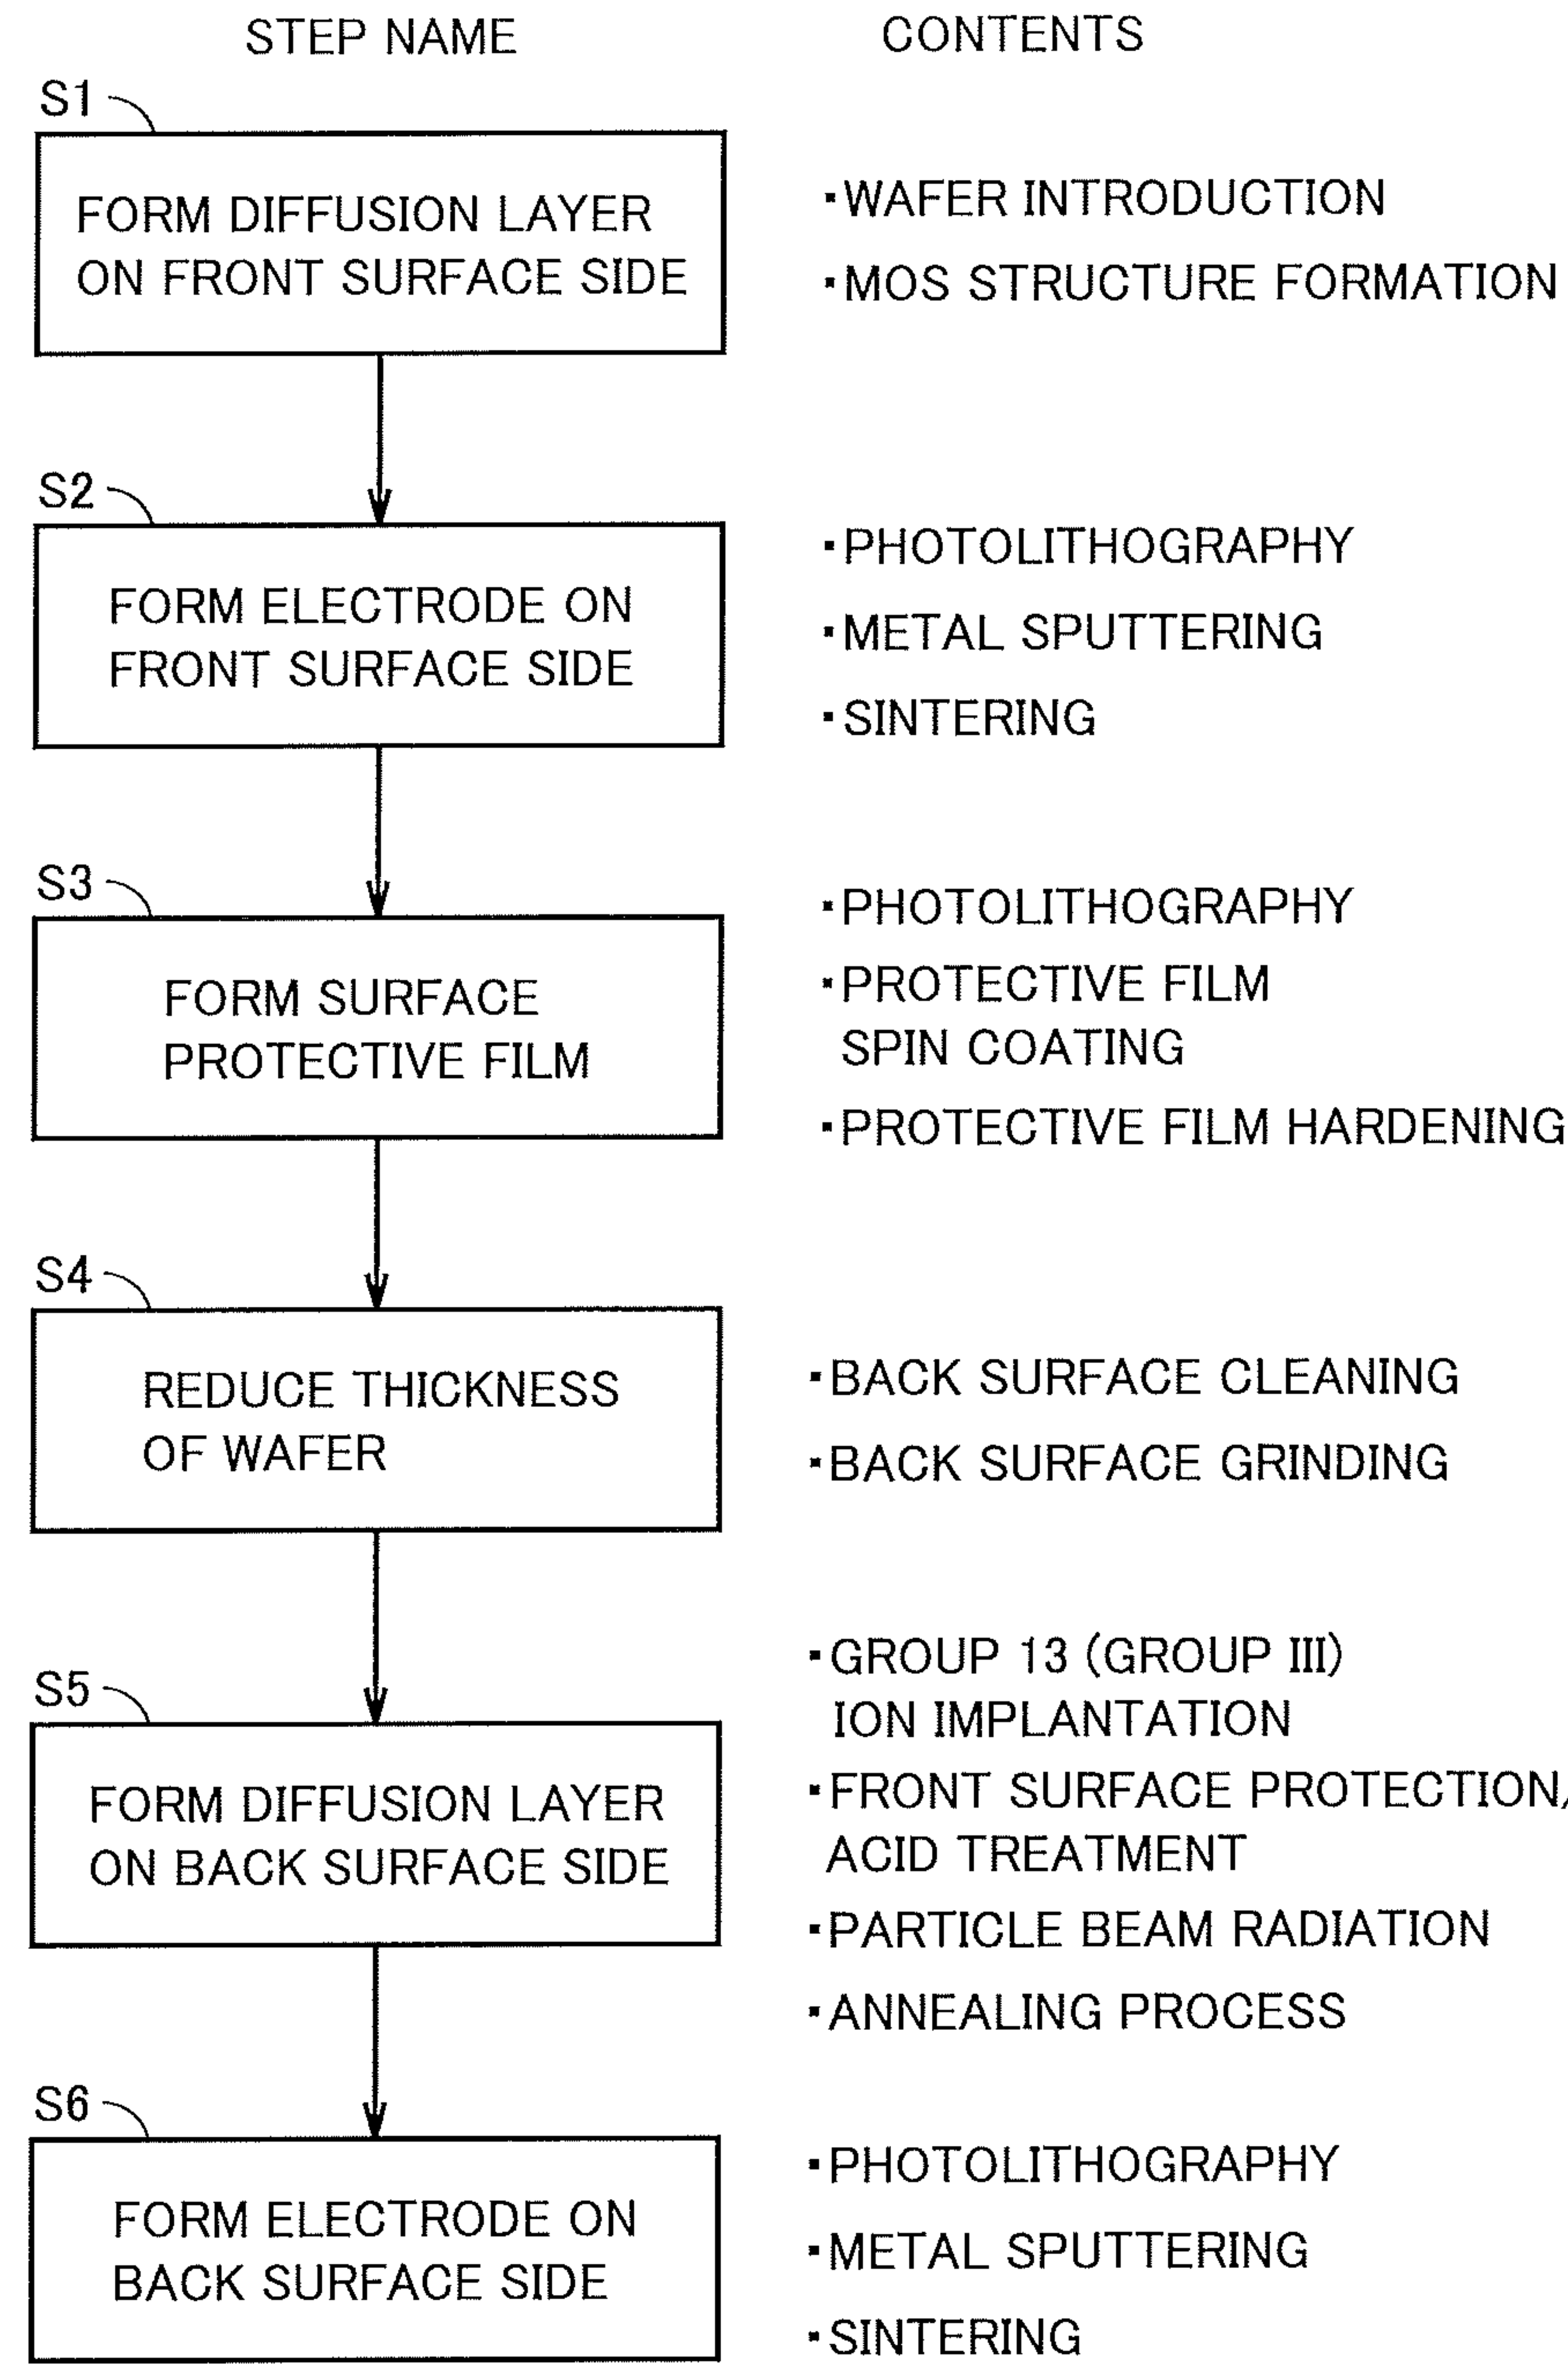 STEP NAME
CONTENTS
S1
FORM DIFFUSION LAYER
ON FRONT SURFACE SIDE
・WAFER INTRODUCTION
・MOS STRUCTURE FORMATION
S2
FORM ELECTRODE ON
FRONT SURFACE SIDE
・PHOTOLITHOGRAPHY
・METAL SPUTTERING
・SINTERING
S3
FORM SURFACE
PROTECTIVE FILM
・PHOTOLITHOGRAPHY
・PROTECTIVE FILM
SPIN COATING
・PROTECTIVE FILM HARDENING
S4
REDUCE THICKNESS
OF WAFER
・BACK SURFACE CLEANING
・BACK SURFACE GRINDING
S5
FORM DIFFUSION LAYER
ON BACK SURFACE SIDE
・GROUP 13 (GROUP III)
ION IMPLANTATION
・FRONT SURFACE PROTECTION/
ACID TREATMENT
・PARTICLE BEAM RADIATION
・ANNEALING PROCESS
S6
FORM ELECTRODE ON
BACK SURFACE SIDE
・PHOTOLITHOGRAPHY
・METAL SPUTTERING
・SINTERING